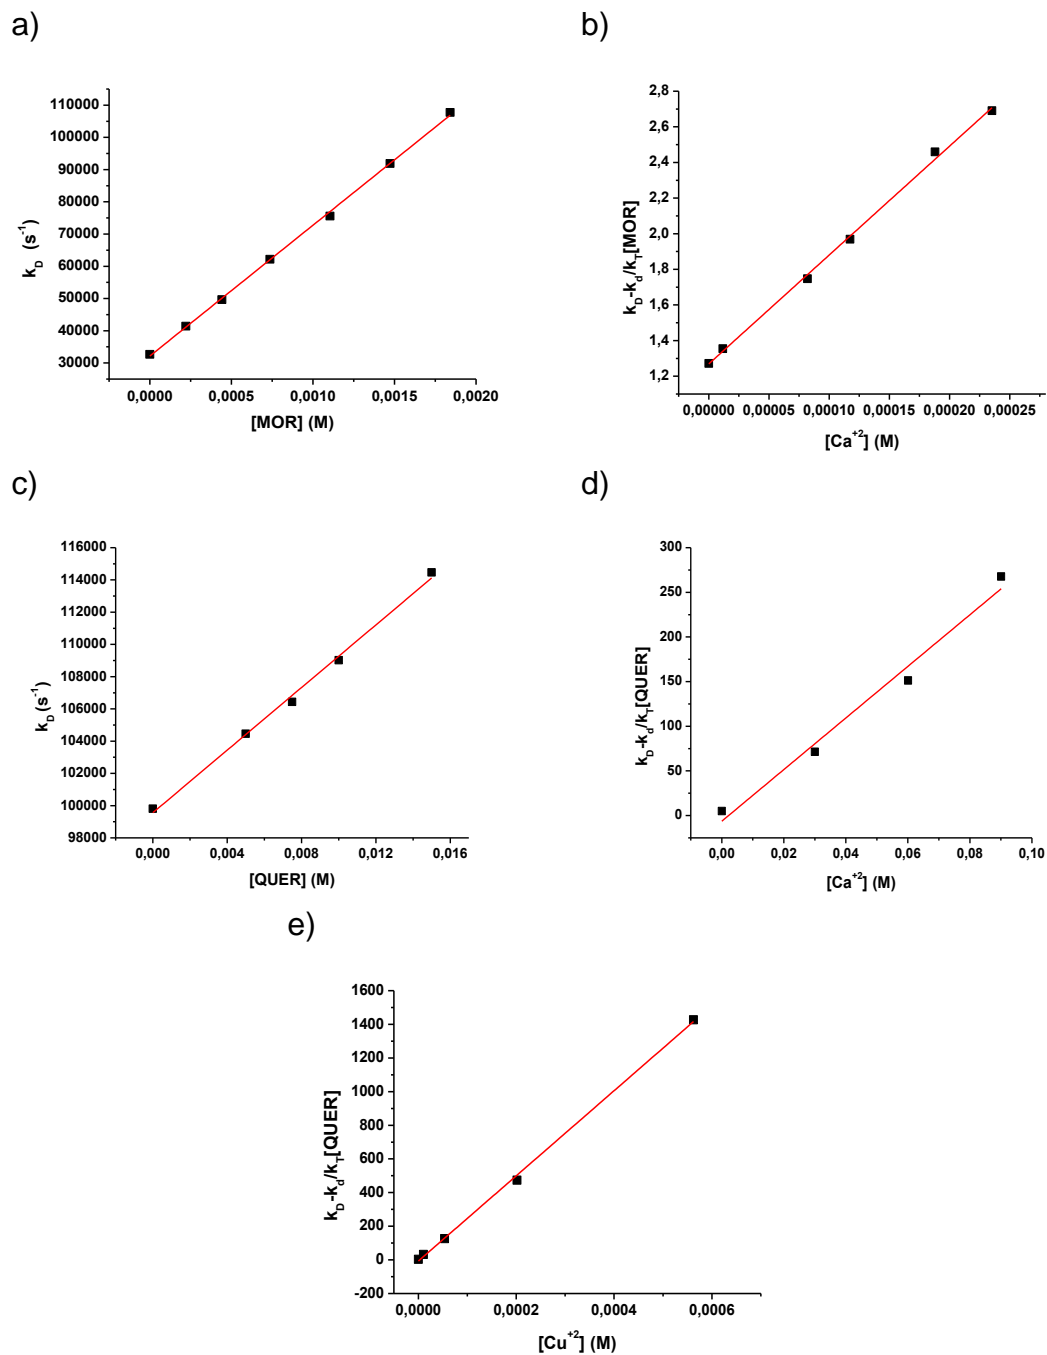 a)
110000
100000
90000
80000
70000
60000
50000
40000
30000
k_D (s^-1)
0,0000 0,0005 0,0010 0,0015 0,0020
[MOR] (M)
b)
2,8
2,6
2,4
2,2
2,0
1,8
1,6
1,4
1,2
k_D-k_d/k_T[MOR]
0,00000 0,00005 0,00010 0,00015 0,00020 0,00025
[Ca^+2] (M)
c)
116000
114000
112000
110000
108000
106000
104000
102000
100000
98000
k_D (s^-1)
0,000 0,004 0,008 0,012 0,016
[QUER] (M)
d)
300
250
200
150
100
50
0
k_D-k_d/k_T[QUER]
0,00 0,02 0,04 0,06 0,08 0,10
[Ca^+2] (M)
e)
1600
1400
1200
1000
800
600
400
200
0
-200
k_D-k_d/k_T[QUER]
0,0000 0,0002 0,0004 0,0006
[Cu^+2] (M)